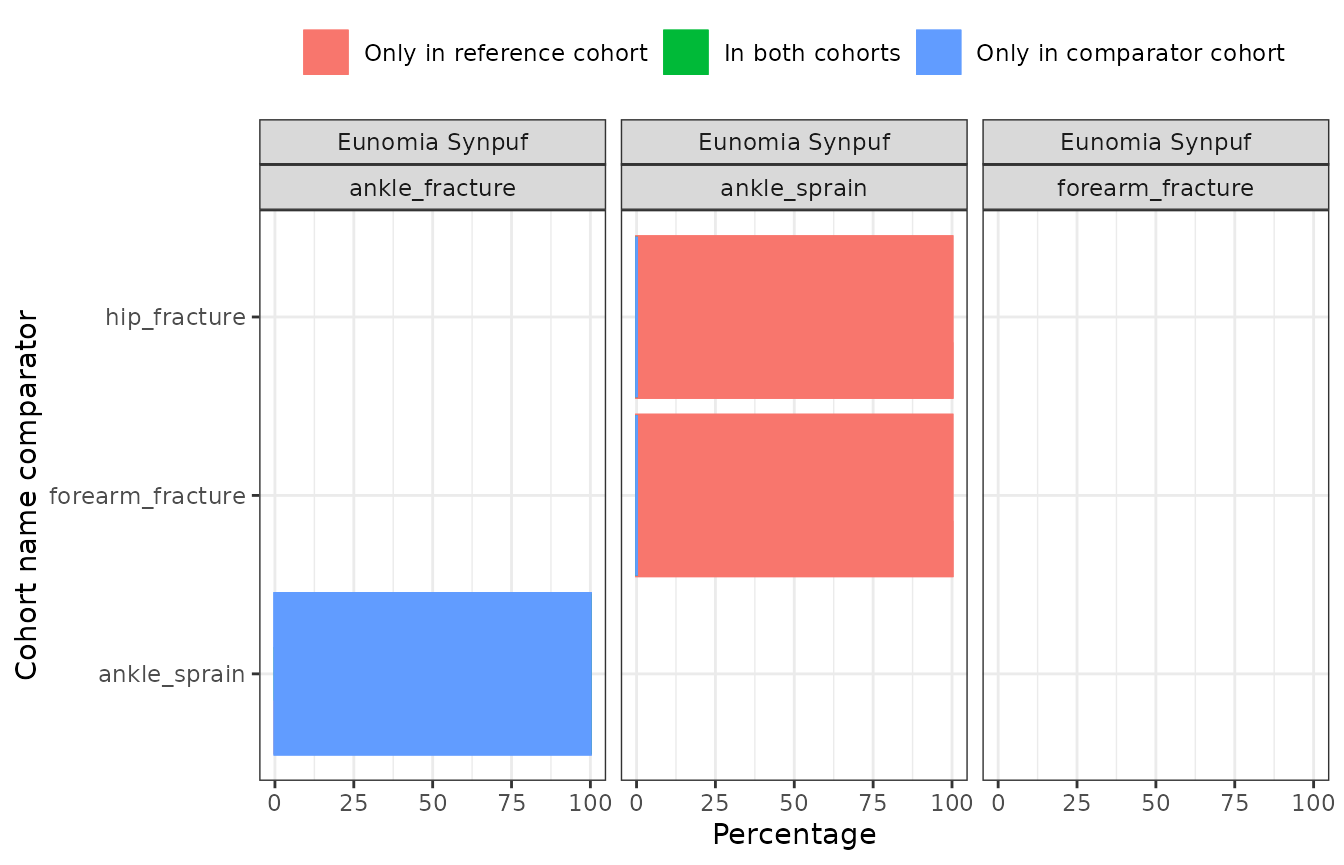 Only in reference cohort In both cohorts Only in comparator cohort
Eunomia Synpuf Eunomia Synpuf Eunomia Synpuf
ankle_fracture ankle_sprain forearm_fracture
Cohort name comparator
hip_fracture
forearm_fracture
ankle_sprain
0 25 50 75 100 0 25 50 75 100 0 25 50 75 100
Percentage